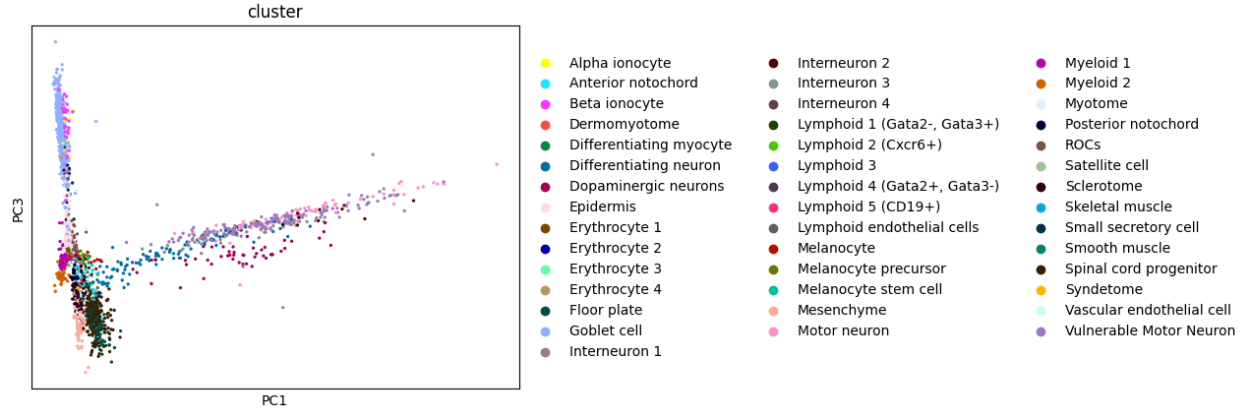 cluster
PC3
PC1
Alpha ionocyte
Anterior notochord
Beta ionocyte
Dermomyotome
Differentiating myocyte
Differentiating neuron
Dopaminergic neurons
Epidermis
Erythrocyte 1
Erythrocyte 2
Erythrocyte 3
Erythrocyte 4
Floor plate
Goblet cell
Interneuron 1
Interneuron 2
Interneuron 3
Interneuron 4
Lymphoid 1 (Gata2-, Gata3+)
Lymphoid 2 (Cxcr6+)
Lymphoid 3
Lymphoid 4 (Gata2+, Gata3-)
Lymphoid 5 (CD19+)
Lymphoid endothelial cells
Melanocyte
Melanocyte precursor
Melanocyte stem cell
Mesenchyme
Motor neuron
Myeloid 1
Myeloid 2
Myotome
Posterior notochord
ROCs
Satellite cell
Sclerotome
Skeletal muscle
Small secretory cell
Smooth muscle
Spinal cord progenitor
Syndetome
Vascular endothelial cell
Vulnerable Motor Neuron